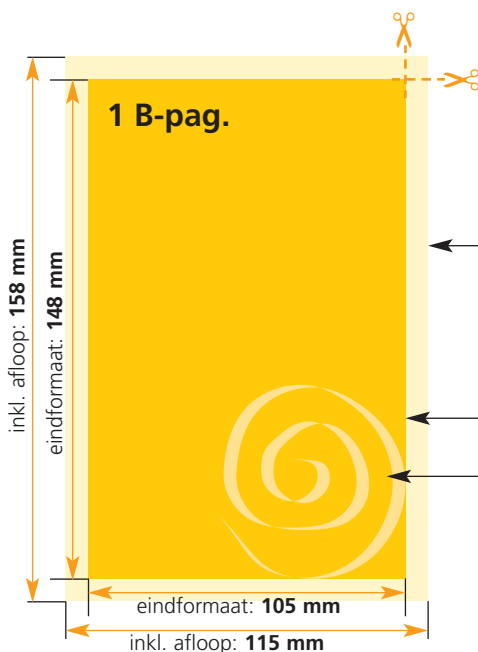 1 B-pag.
inkl. afloop: 158 mm
eindformaat: 148 mm
eindformaat: 105 mm
inkl. afloop: 115 mm